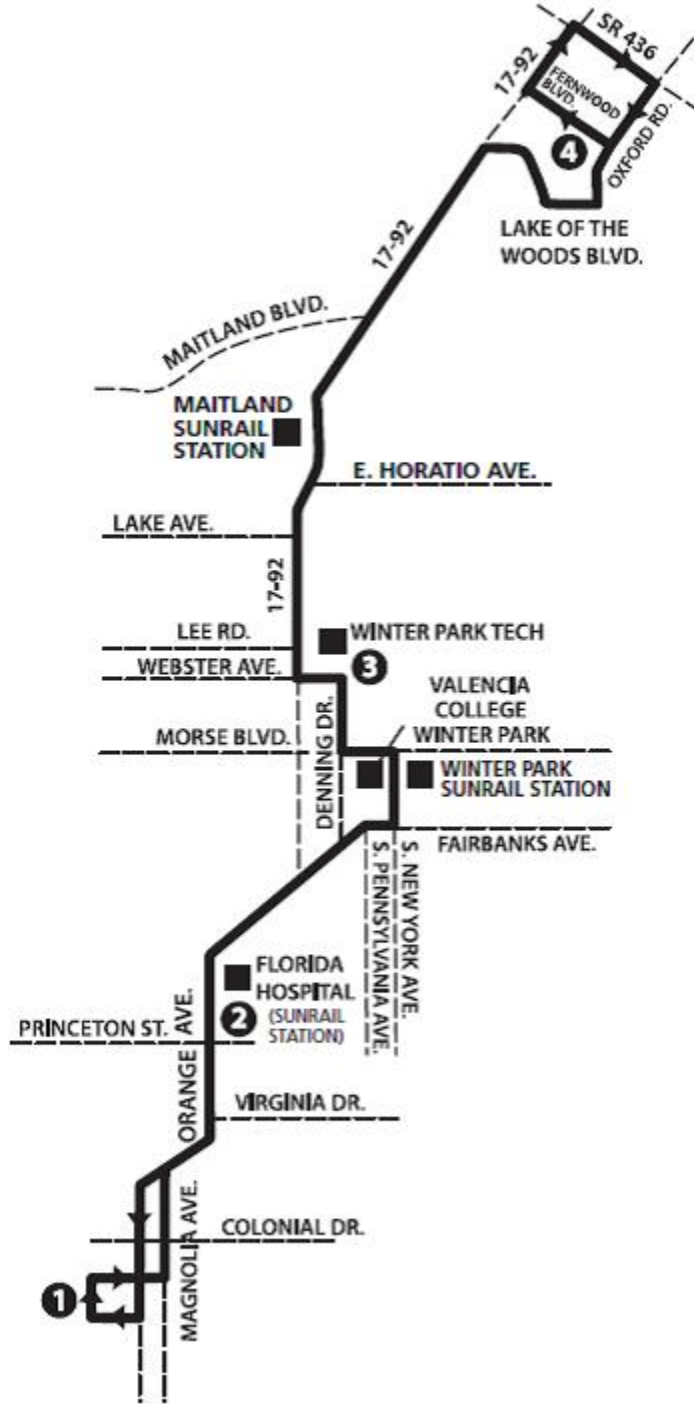 SR 436
17-92
FERNWOOD
BLVD.
OXFORD RD.
4
LAKE OF THE
WOODS BLVD.
17-92
MAITLAND BLVD.
MAITLAND
SUNRAIL
STATION
E. HORATIO AVE.
LAKE AVE.
17-92
LEE RD.
WINTER PARK TECH
WEBSTER AVE.
3
VALENCIA
COLLEGE
WINTER PARK
MORSE BLVD.
DENNING DR.
WINTER PARK
SUNRAIL STATION
FAIRBANKS AVE.
S. PENNSYLVANIA AVE.
S. NEW YORK AVE.
FLORIDA
HOSPITAL
2
(SUNRAIL
STATION)
PRINCETON ST.
ORANGE AVE.
VIRGINIA DR.
MAGNOLIA AVE.
COLONIAL DR.
1